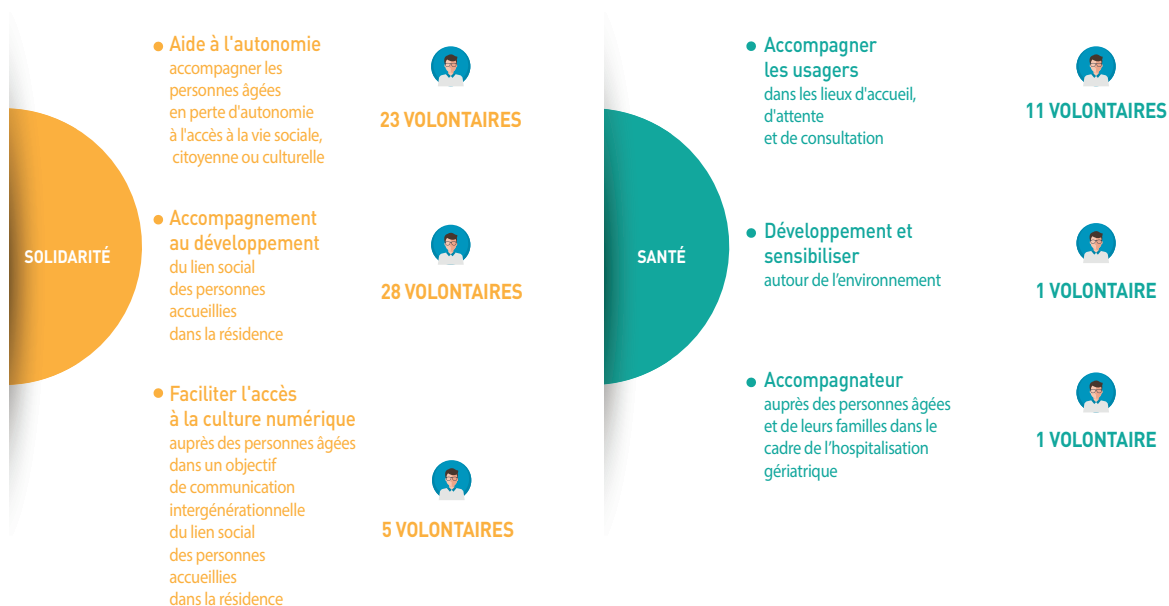 SOLIDARITÉ
Aide à l'autonomie
accompagner les
personnes âgées
en perte d'autonomie
à l'accès à la vie sociale,
citoyenne ou culturelle
23 VOLONTAIRES
Accompagnement
au développement
du lien social
des personnes
accueillies
dans la résidence
28 VOLONTAIRES
Faciliter l'accès
à la culture numérique
auprès des personnes âgées
dans un objectif
de communication
intergénérationnelle
du lien social
des personnes
accueillies
dans la résidence
5 VOLONTAIRES
SANTÉ
Accompagner
les usagers
dans les lieux d'accueil,
d'attente
et de consultation
11 VOLONTAIRES
Développement et
sensibiliser
autour de l’environnement
1 VOLONTAIRE
Accompagnateur
auprès des personnes âgées
et de leurs familles dans le
cadre de l’hospitalisation
gériatrique
1 VOLONTAIRE